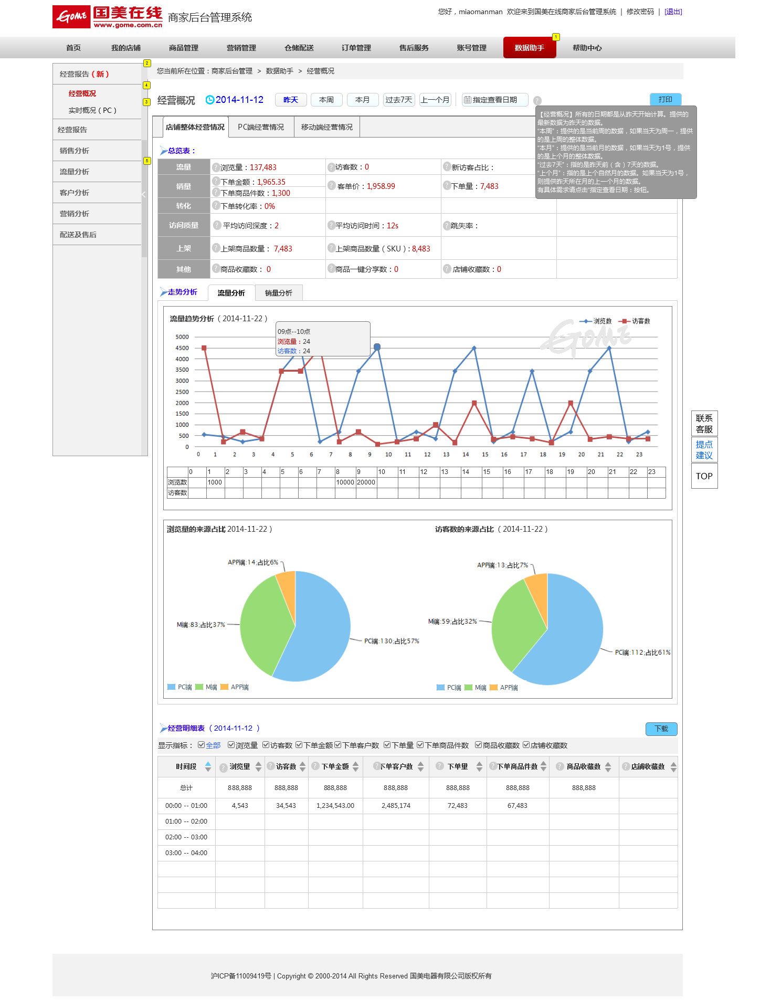 Gome 国美在线
www.gome.com.cn
商家后台管理系统
您好，miaomanman 欢迎来到国美在线商家后台管理系统 | 修改密码 | [退出]
首页 我的店铺 商品管理 营销管理 仓储配送 订单管理 售后服务 账号管理 数据助手 帮助中心
1
2
经营报告（新）
4
经营概况
3
实时概况（PC）
经营报告
销售分析
5
流量分析
客户分析
<
营销分析
配送及售后
您当前所在位置：商家后台管理 > 数据助手 > 经营概况
经营概况 2014-11-12 昨天 本周 本月 过去7天 上一个月 指定查看日期 ? 打印
【经营概况】所有的日期都是从昨天开始计算。提供的
最新数据为昨天的数据。
“本周”：提供的是当前周的数据，如果当天为周一，提供
的是上周的整体数据。
“本月”：提供的是当前月的数据，如果当天为1号，提供
的是上个月的整体数据。
“过去7天”：指的是昨天前（含）7天的数据。
“上个月”：指的是上个自然月的数据。如果当天为1号，
则提供昨天所在月的上一个月的数据。
有具体需求请点击“指定查看日期：按钮。
店铺整体经营情况 PC端经营情况 移动端经营情况
总览表：
流量 ?浏览量：137,483 ?访客数：0 ?新访客占比：
销量 ?下单金额：1,965.35 ?客单价：1,958.99 ?下单量：7,483
?下单商品件数：1,300
转化 ?下单转化率：0%
访问质量 ?平均访问深度：2 ?平均访问时间：12s ?跳失率：
上架 ?上架商品数量： 7,483 ?上架商品数量（SKU）: 8,483
其他 ?商品收藏数： 0 ?商品一键分享数：0 ?店铺收藏数：0
走势分析 流量分析 销量分析
流量趋势分析（2014-11-22）
浏览数 访客数
Gome
09点--10点
浏览量：24
访客数：24
5000
4500
4000
3500
3000
2500
2000
1500
1000
500
0
0 1 2 3 4 5 6 7 8 9 10 11 12 13 14 15 16 17 18 19 20 21 22 23
0 1 2 3 4 5 6 7 8 9 10 11 12 13 14 15 16 17 18 19 20 21 22 23
浏览数 1000 10000 20000
访客数
联系
客服
提点
建议
TOP
浏览量的来源占比（2014-11-22）
APP端:14;占比6%
M端:83;占比37%
PC端:130;占比57%
PC端 M端 APP端
访客数的来源占比（2014-11-22）
APP端:13;占比7%
M端:59;占比32%
PC端:112;占比61%
PC端 M端 APP端
经营明细表（2014-11-12 ） 下载
显示指标： 全部 浏览量 访客数 下单金额 下单客户数 下单量 下单商品件数 商品收藏数 店铺收藏数
时间段 ?浏览量 ?访客数 ?下单金额 ?下单客户数 ?下单量 ?下单商品件数 ?商品收藏数 ?店铺收藏数
总计 888,888 888,888 888,888 888,888 888,888 888,888 888,888
00:00 -- 01:00 4,543 34,543 1,234,543.00 2,485,174 72,483 67,483
01:00 -- 02:00
02:00 -- 03:00
03:00 -- 04:00
沪ICP备11009419号 | Copyright © 2000-2014 All Rights Reserved 国美电器有限公司版权所有